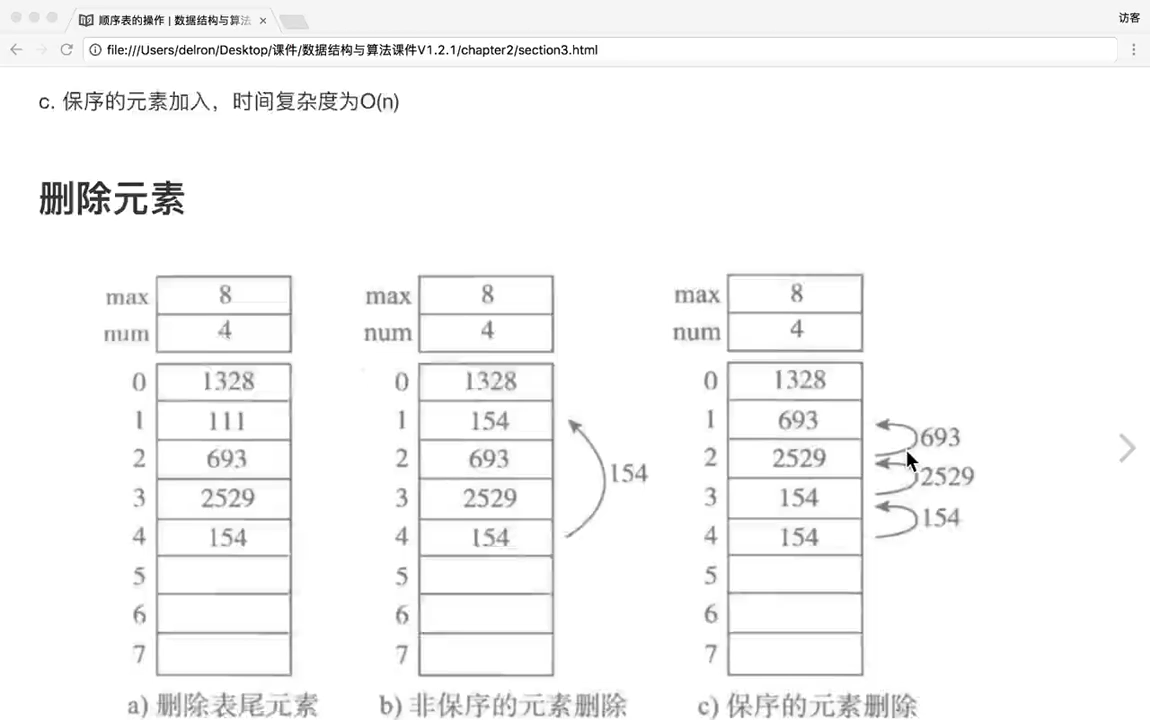 顺序表的操作 | 数据结构与算法
访客
file:///Users/delron/Desktop/课件/数据结构与算法课件V1.2.1/chapter2/section3.html
c. 保序的元素加入，时间复杂度为O(n)
删除元素
max 8
num 4
0 1328
1 111
2 693
3 2529
4 154
5
6
7
a) 删除表尾元素
max 8
num 4
0 1328
1 154
2 693
3 2529
4 154
5
6
7
154
b) 非保序的元素删除
max 8
num 4
0 1328
1 693
2 2529
3 154
4 154
5
6
7
693
2529
154
c) 保序的元素删除